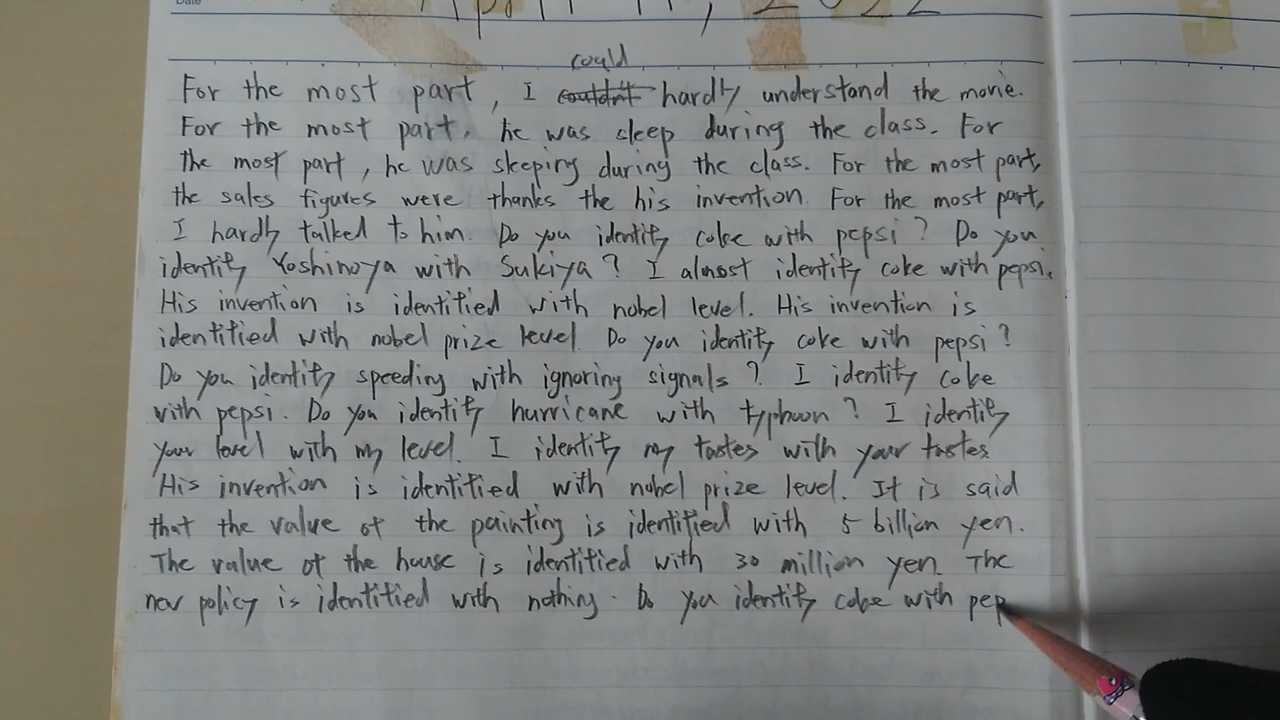 Date
2022
could
For the most part, I couldn't hardly understand the movie.
For the most part, he was sleep during the class. For
the most part, he was sleeping during the class. For the most part,
the sales figures were thanks the his invention. For the most part,
I hardly talked to him. Do you identify coke with pepsi? Do you
identify Yoshinoya with Sukiya? I almost identify coke with pepsi.
His invention is identified with nobel level. His invention is
identified with nobel prize level. Do you identify coke with pepsi?
Do you identify speeding with ignoring signals? I identify coke
with pepsi. Do you identify hurricane with typhoon? I identify
your level with my level. I identify my tastes with your tastes
His invention is identified with nobel prize level. It is said
that the value of the painting is identified with 5 billion yen.
The value of the house is identified with 30 million yen. The
new policy is identified with nothing. Do you identify coke with pep